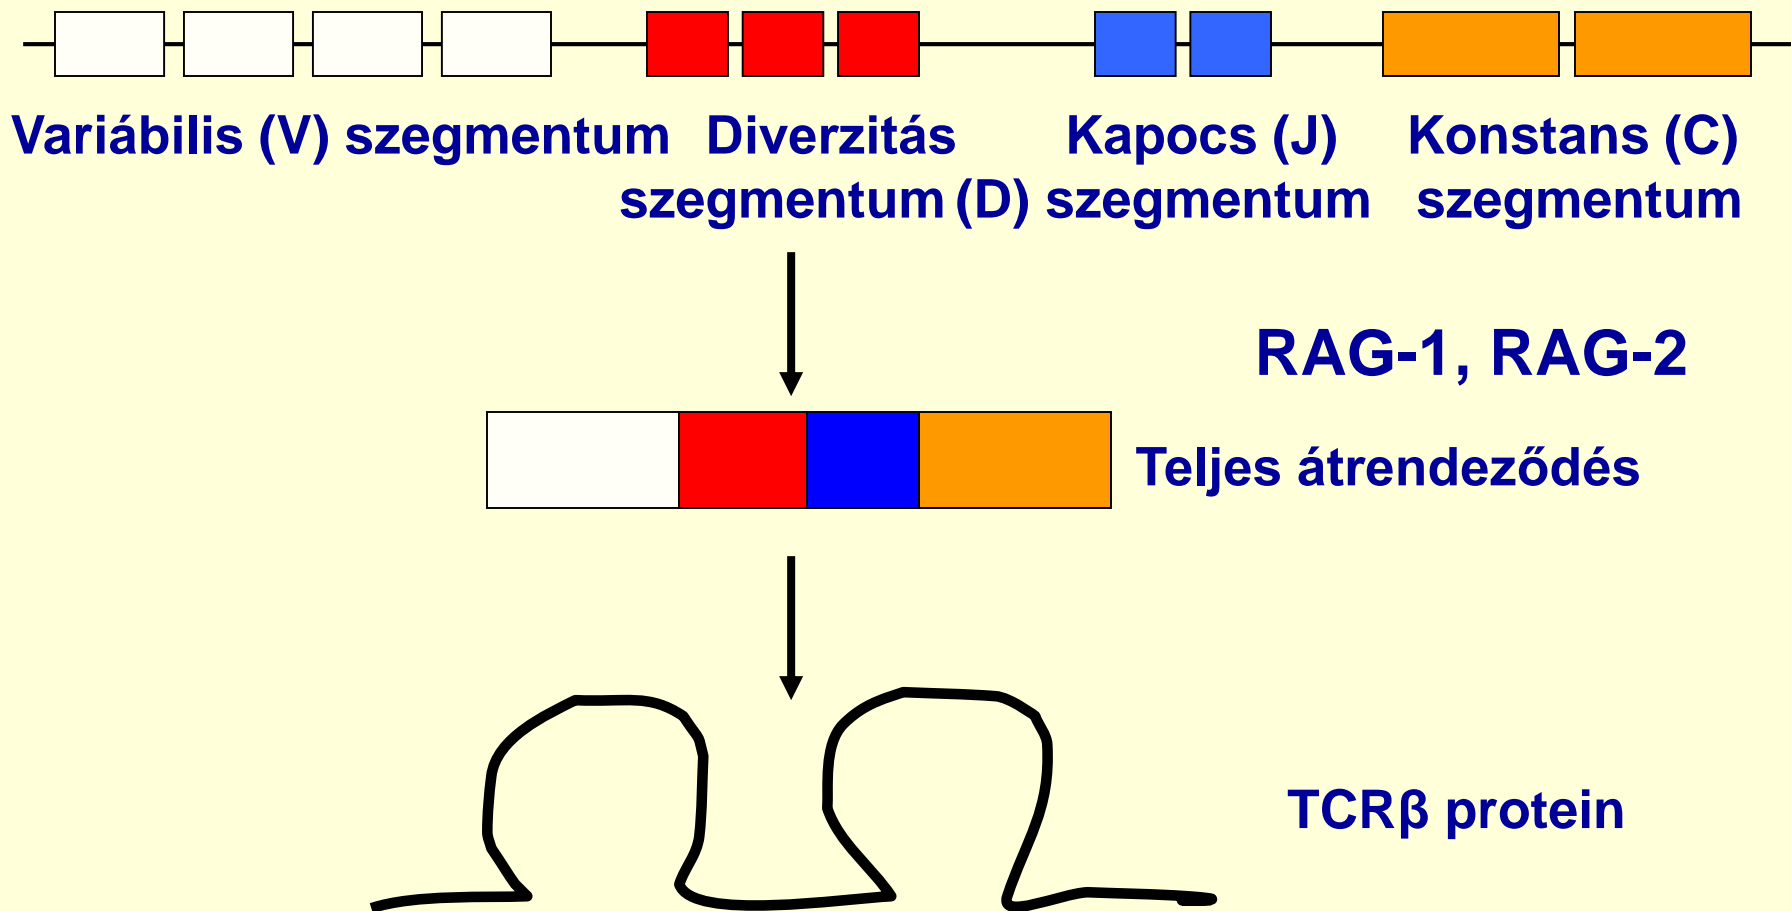 Variábilis (V) szegmentum
Diverzitás
szegmentum (D)
Kapocs (J)
szegmentum
Konstans (C)
szegmentum
RAG-1, RAG-2
Teljes átrendeződés
TCRβ protein